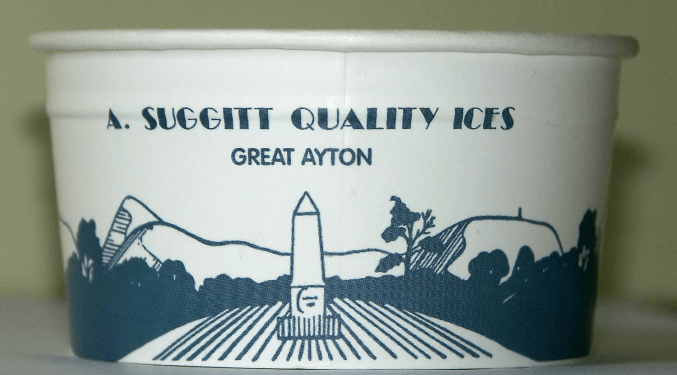 A. SUGGITT QUALITY ICES
GREAT AYTON